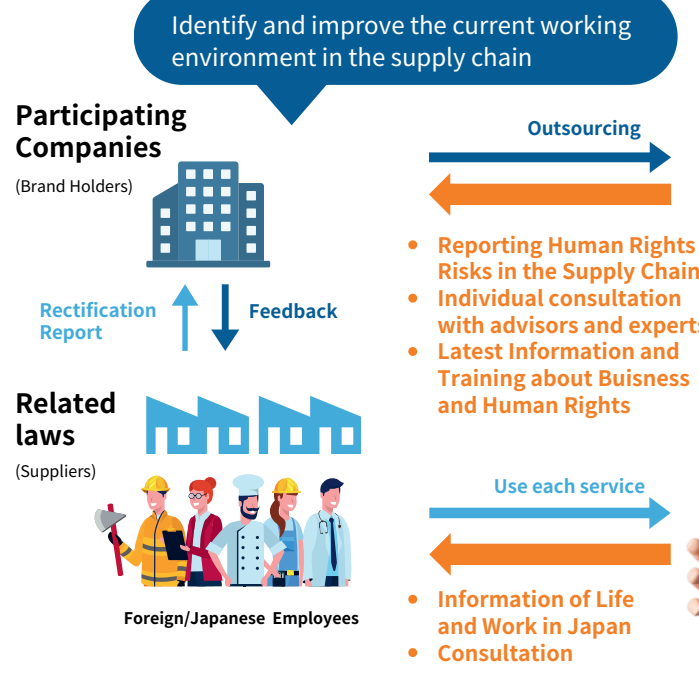 Identify and improve the current working
environment in the supply chain
Participating
Companies
(Brand Holders)
Outsourcing
Reporting Human Rights
Risks in the Supply Chain
Individual consultation
with advisors and experts
Latest Information and
Training about Buisness
and Human Rights
Rectification
Report
Feedback
Related
laws
(Suppliers)
Use each service
Foreign/Japanese Employees
Information of Life
and Work in Japan
Consultation